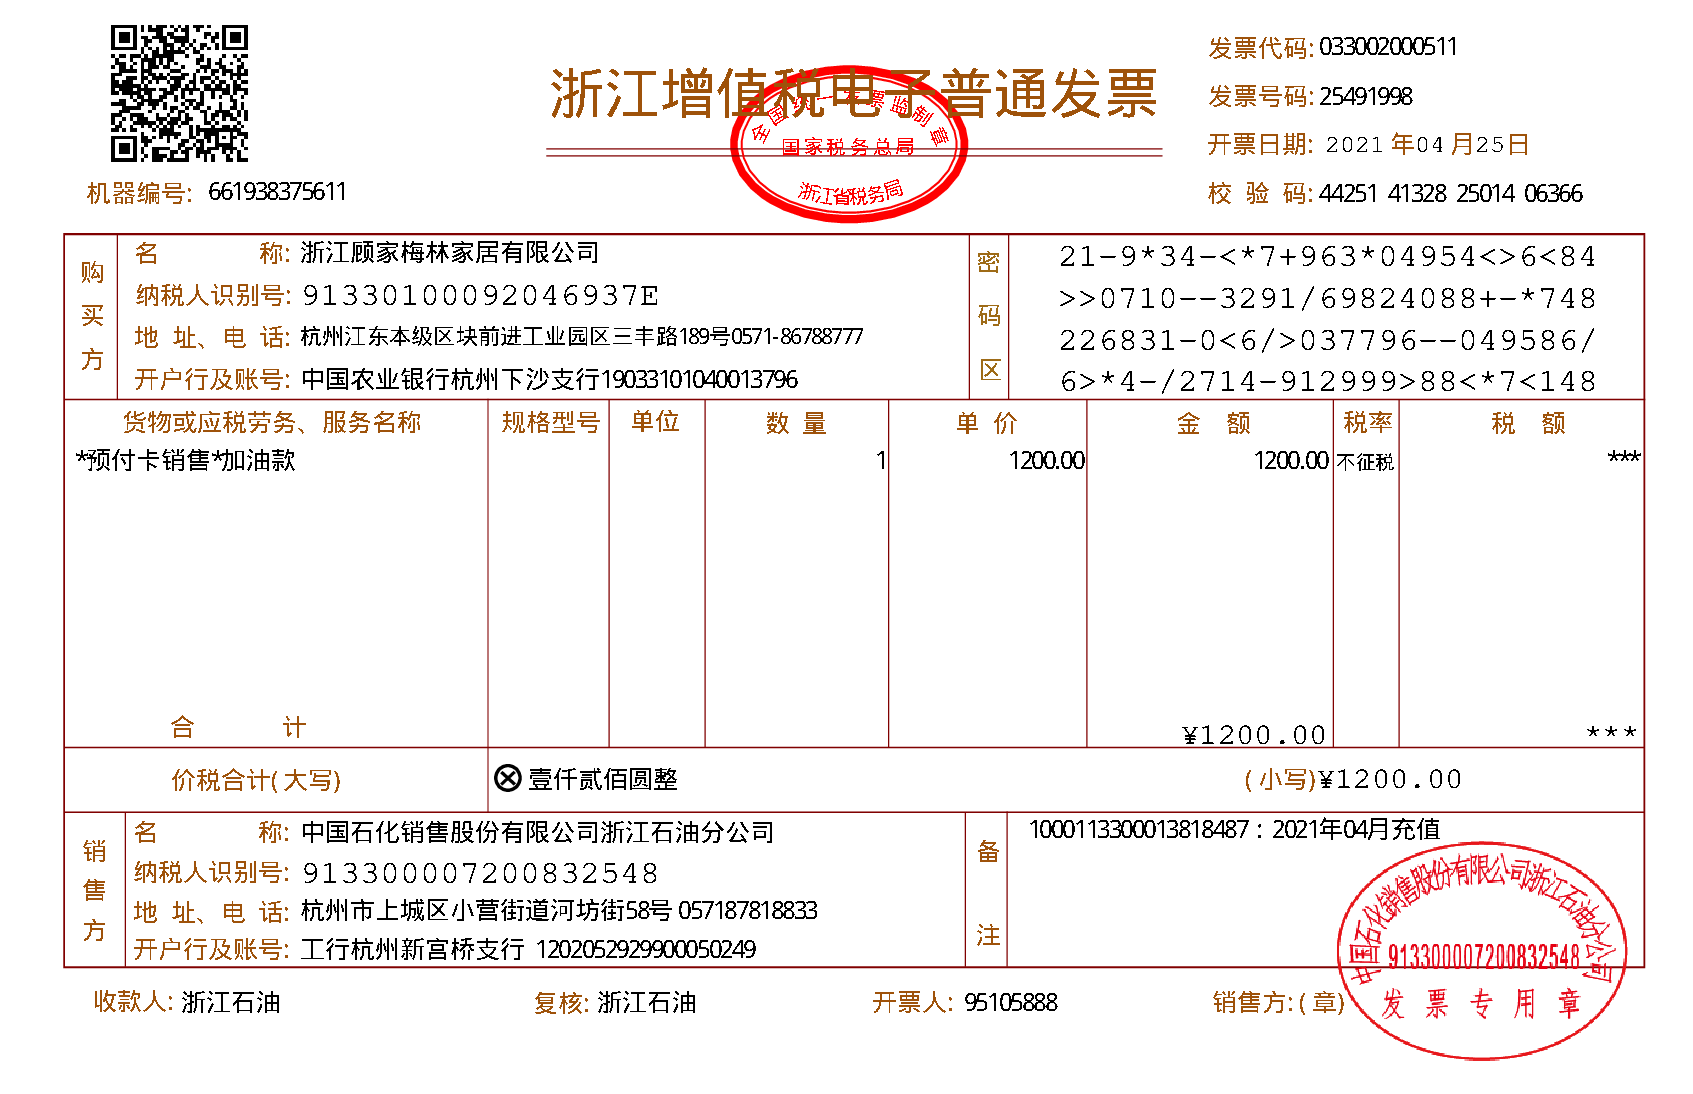 浙江增值税电子普通发票
全国统一发票监制章
国家税务总局
浙江省税务局
发票代码: 033002000511
发票号码: 25491998
开票日期: 2021 年04 月25日
校 验 码: 44251 41328 25014 06366
机器编号: 661938375611
购买方
名 称: 浙江顾家梅林家居有限公司
纳税人识别号: 91330100092046937E
地 址、电 话: 杭州江东本级区块前进工业园区三丰路189号0571-86788777
开户行及账号: 中国农业银行杭州下沙支行19033101040013796
密码区
21-9*34-<*7+963*04954<>6<84
>>0710--3291/69824088+-*748
226831-0<6/>037796--049586/
6>*4-/2714-912999>88<*7<148
货物或应税劳务、服务名称 规格型号 单位 数 量 单 价 金 额 税率 税 额
*预付卡销售*加油款 1 1200.00 1200.00 不征税 ***
合 计 ¥1200.00 ***
价税合计(大写) ⊗ 壹仟贰佰圆整 (小写)¥1200.00
销售方
名 称: 中国石化销售股份有限公司浙江石油分公司
纳税人识别号: 913300007200832548
地 址、电 话: 杭州市上城区小营街道河坊街58号 057187818833
开户行及账号: 工行杭州新宫桥支行 1202052929900050249
备注
1000113300013818487：2021年04月充值
中国石化销售股份有限公司浙江石油分公司
913300007200832548
发票专用章
收款人: 浙江石油 复核: 浙江石油 开票人: 95105888 销售方:(章)